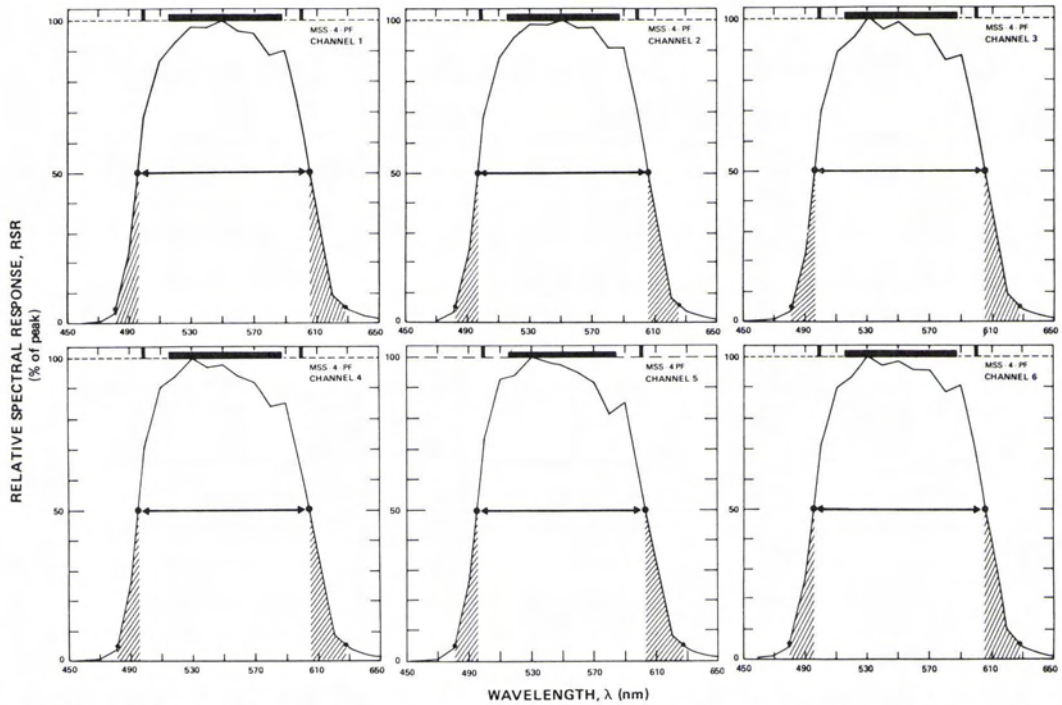 RELATIVE SPECTRAL RESPONSE, RSR
(% of peak)
100
50
0
MSS-4-PF
CHANNEL 1
450 490 530 570 610 650
100
50
0
MSS-4-PF
CHANNEL 2
450 490 530 570 610 650
100
50
0
MSS-4-PF
CHANNEL 3
450 490 530 570 610 650
100
50
0
MSS-4-PF
CHANNEL 4
450 490 530 570 610 650
100
50
0
MSS-4-PF
CHANNEL 5
450 490 530 570 610 650
100
50
0
MSS-4-PF
CHANNEL 6
450 490 530 570 610 650
WAVELENGTH, λ (nm)